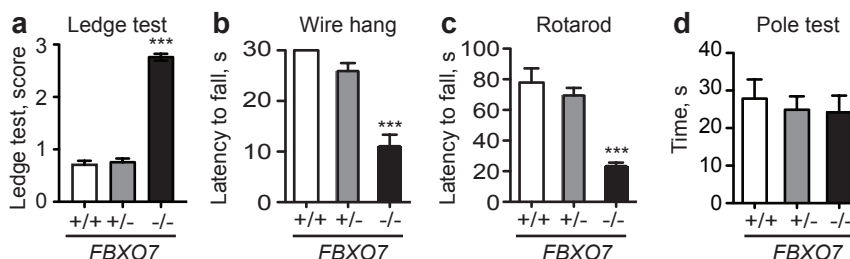 a Ledge test
Ledge test, score
3
2
1
0
***
+/+ +/- -/-
FBXO7
b Wire hang
Latency to fall, s
30
20
10
0
***
+/+ +/- -/-
FBXO7
c Rotarod
Latency to fall, s
100
80
60
40
20
0
***
+/+ +/- -/-
FBXO7
d Pole test
Time, s
40
30
20
10
0
+/+ +/- -/-
FBXO7